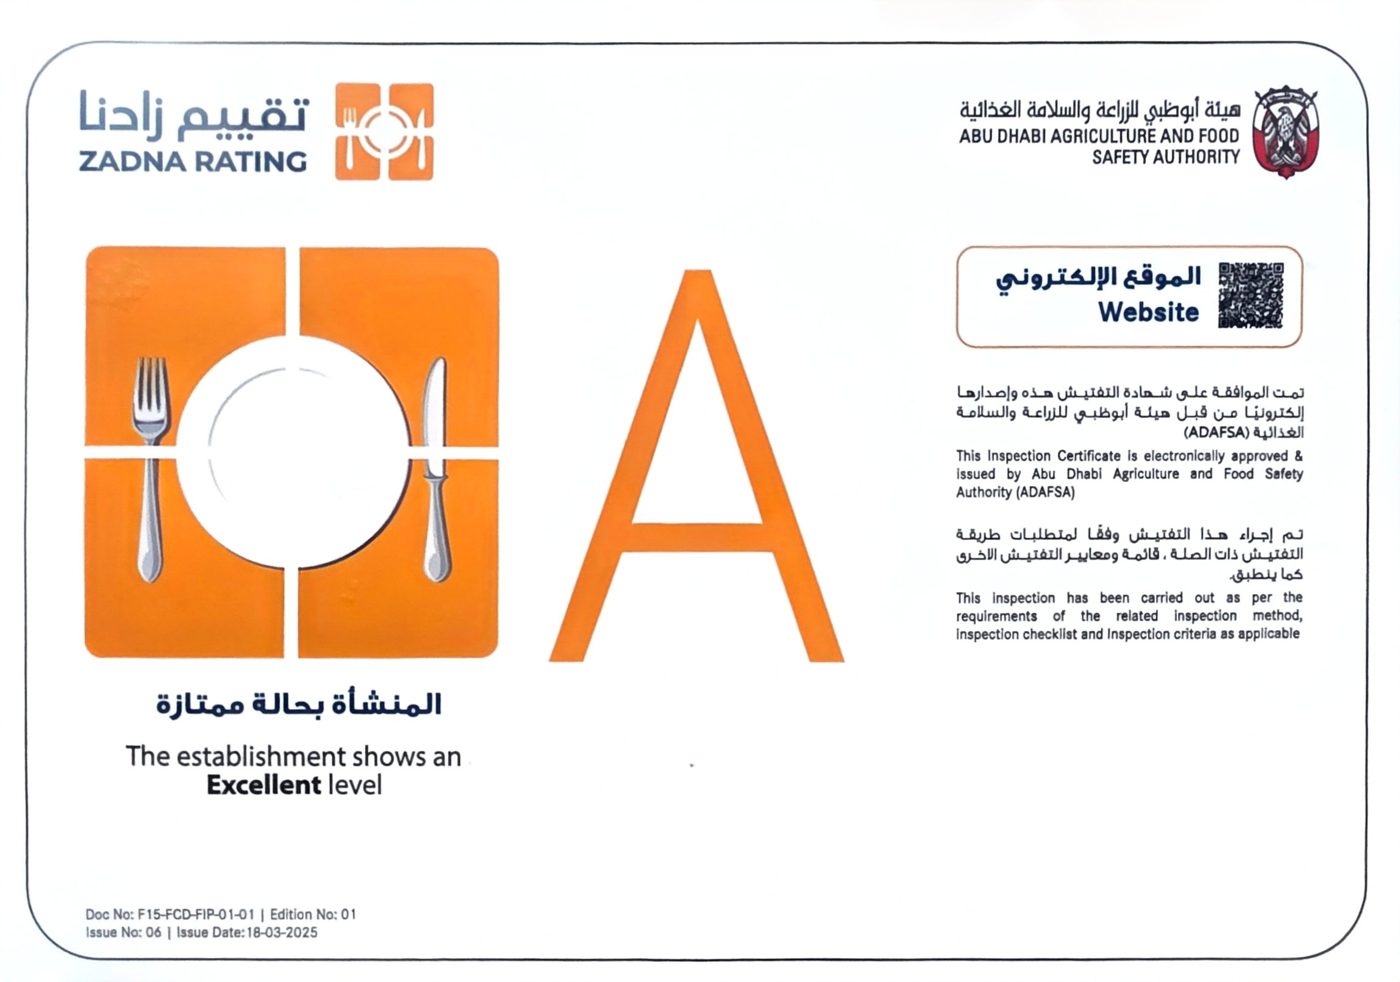 تقييم زادنا
ZADNA RATING
هيئة أبوظبي للزراعة والسلامة الغذائية
ABU DHABI AGRICULTURE AND FOOD
SAFETY AUTHORITY
A
الموقع الإلكتروني
Website
تمت الموافقة على شهادة التفتيش هذه وإصدارها
إلكترونيًا من قبل هيئة أبوظبي للزراعة والسلامة
الغذائية (ADAFSA)
This Inspection Certificate is electronically approved &
issued by Abu Dhabi Agriculture and Food Safety
Authority (ADAFSA)
تم إجراء هذا التفتيش وفقًا لمتطلبات طريقة
التفتيش ذات الصلة ، قائمة ومعايير التفتيش الاخرى
كما ينطبق.
This inspection has been carried out as per the
requirements of the related inspection method,
inspection checklist and Inspection criteria as applicable
المنشأة بحالة ممتازة
The establishment shows an
Excellent level
Doc No: F15-FCD-FIP-01-01 | Edition No: 01
Issue No: 06 | Issue Date:18-03-2025